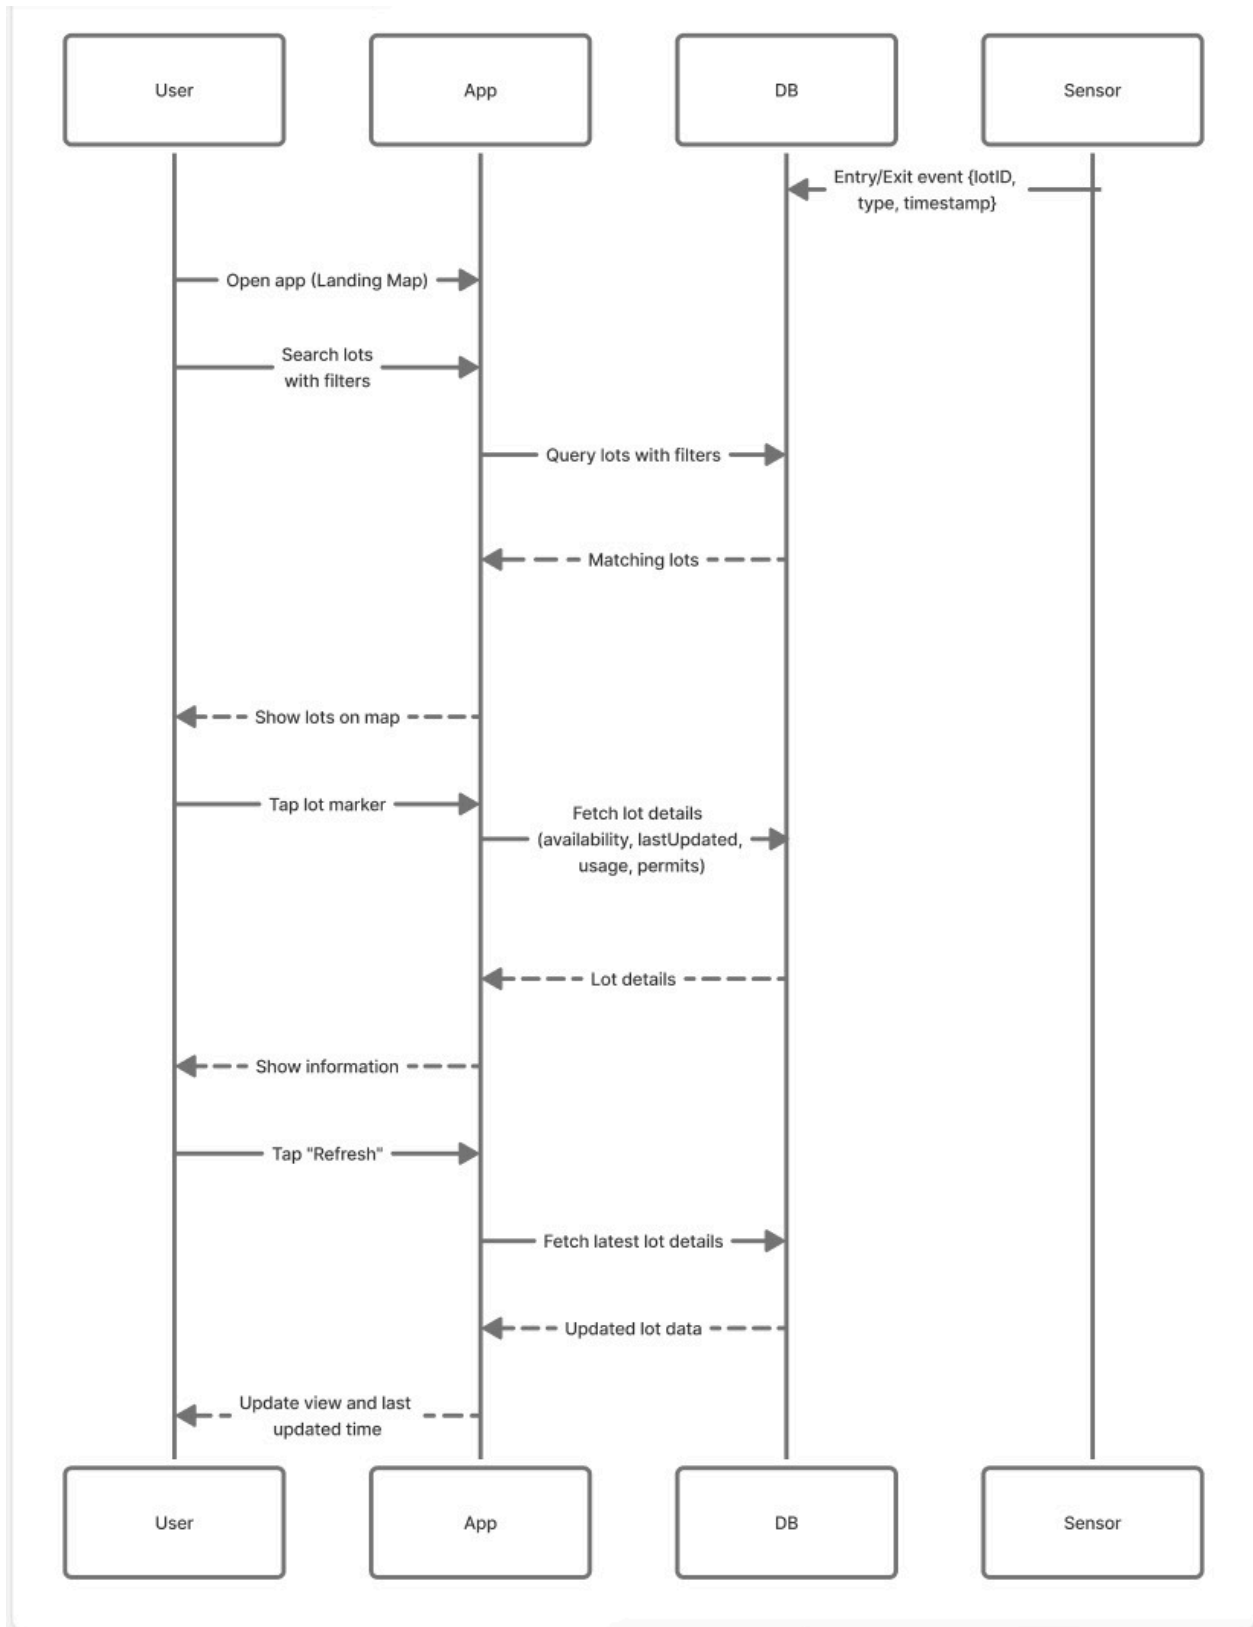 User
App
DB
Sensor
Entry/Exit event {lotID,
type, timestamp}
Open app (Landing Map)
Search lots
with filters
Query lots with filters
Matching lots
Show lots on map
Tap lot marker
Fetch lot details
(availability, lastUpdated,
usage, permits)
Lot details
Show information
Tap "Refresh"
Fetch latest lot details
Updated lot data
Update view and last
updated time
User
App
DB
Sensor